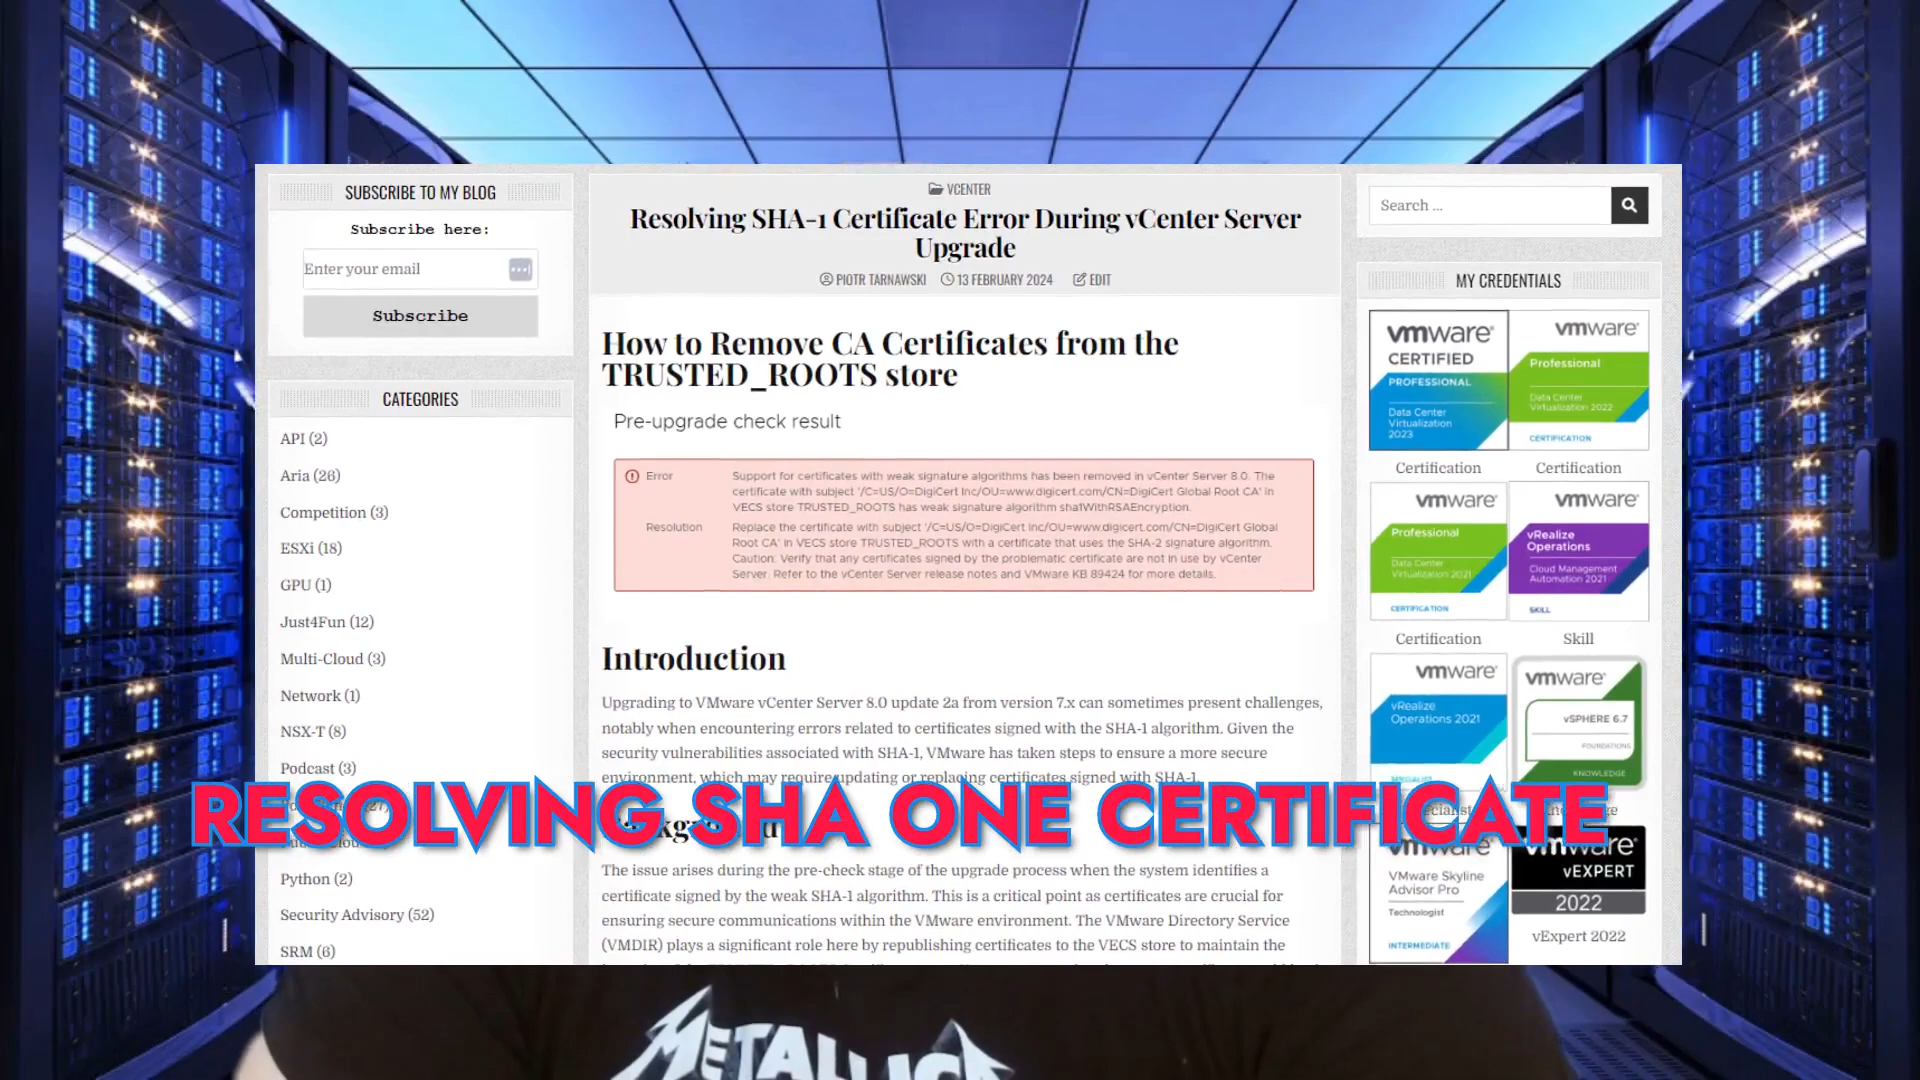 SUBSCRIBE TO MY BLOG
Subscribe here:
Enter your email
Subscribe
CATEGORIES
API (2)
Aria (26)
Competition (3)
ESXi (18)
GPU (1)
Just4Fun (12)
Multi-Cloud (3)
Network (1)
NSX-T (8)
Podcast (3)
Python (2)
Security Advisory (52)
SRM (6)
VCENTER
Resolving SHA-1 Certificate Error During vCenter Server
Upgrade
PIOTR TARNAWSKI 13 FEBRUARY 2024 EDIT
How to Remove CA Certificates from the
TRUSTED_ROOTS store
Pre-upgrade check result
Error
Support for certificates with weak signature algorithms has been removed in vCenter Server 8.0. The
certificate with subject '/C=US/O=DigiCert Inc/OU=www.digicert.com/CN=DigiCert Global Root CA' in
VECS store TRUSTED_ROOTS has weak signature algorithm sha1WithRSAEncryption.
Resolution
Replace the certificate with subject '/C=US/O=DigiCert Inc/OU=www.digicert.com/CN=DigiCert Global
Root CA' in VECS store TRUSTED_ROOTS with a certificate that uses the SHA-2 signature algorithm.
Caution: Verify that any certificates signed by the problematic certificate are not in use by vCenter
Server. Refer to the vCenter Server release notes and VMware KB 89424 for more details.
Introduction
Upgrading to VMware vCenter Server 8.0 update 2a from version 7.x can sometimes present challenges,
notably when encountering errors related to certificates signed with the SHA-1 algorithm. Given the
security vulnerabilities associated with SHA-1, VMware has taken steps to ensure a more secure
environment, which may require updating or replacing certificates signed with SHA-1.
RESOLVING SHA ONE CERTIFICATE
The issue arises during the pre-check stage of the upgrade process when the system identifies a
certificate signed by the weak SHA-1 algorithm. This is a critical point as certificates are crucial for
ensuring secure communications within the VMware environment. The VMware Directory Service
(VMDIR) plays a significant role here by republishing certificates to the VECS store to maintain the
Search ...
MY CREDENTIALS
vmware
CERTIFIED
PROFESSIONAL
Data Center
Virtualization
2023
Certification
vmware
Professional
Data Center
Virtualization 2022
CERTIFICATION
Certification
vmware
Professional
Data Center
Virtualization 2021
CERTIFICATION
Certification
vmware
vRealize
Operations
Cloud Management
Automation 2021
SKILL
Skill
vmware
vRealize
Operations 2021
vmware
vSPHERE 6.7
FOUNDATIONS
KNOWLEDGE
vmware
VMware Skyline
Advisor Pro
Technologist
INTERMEDIATE
vmware
vEXPERT
2022
vExpert 2022
METALLICA